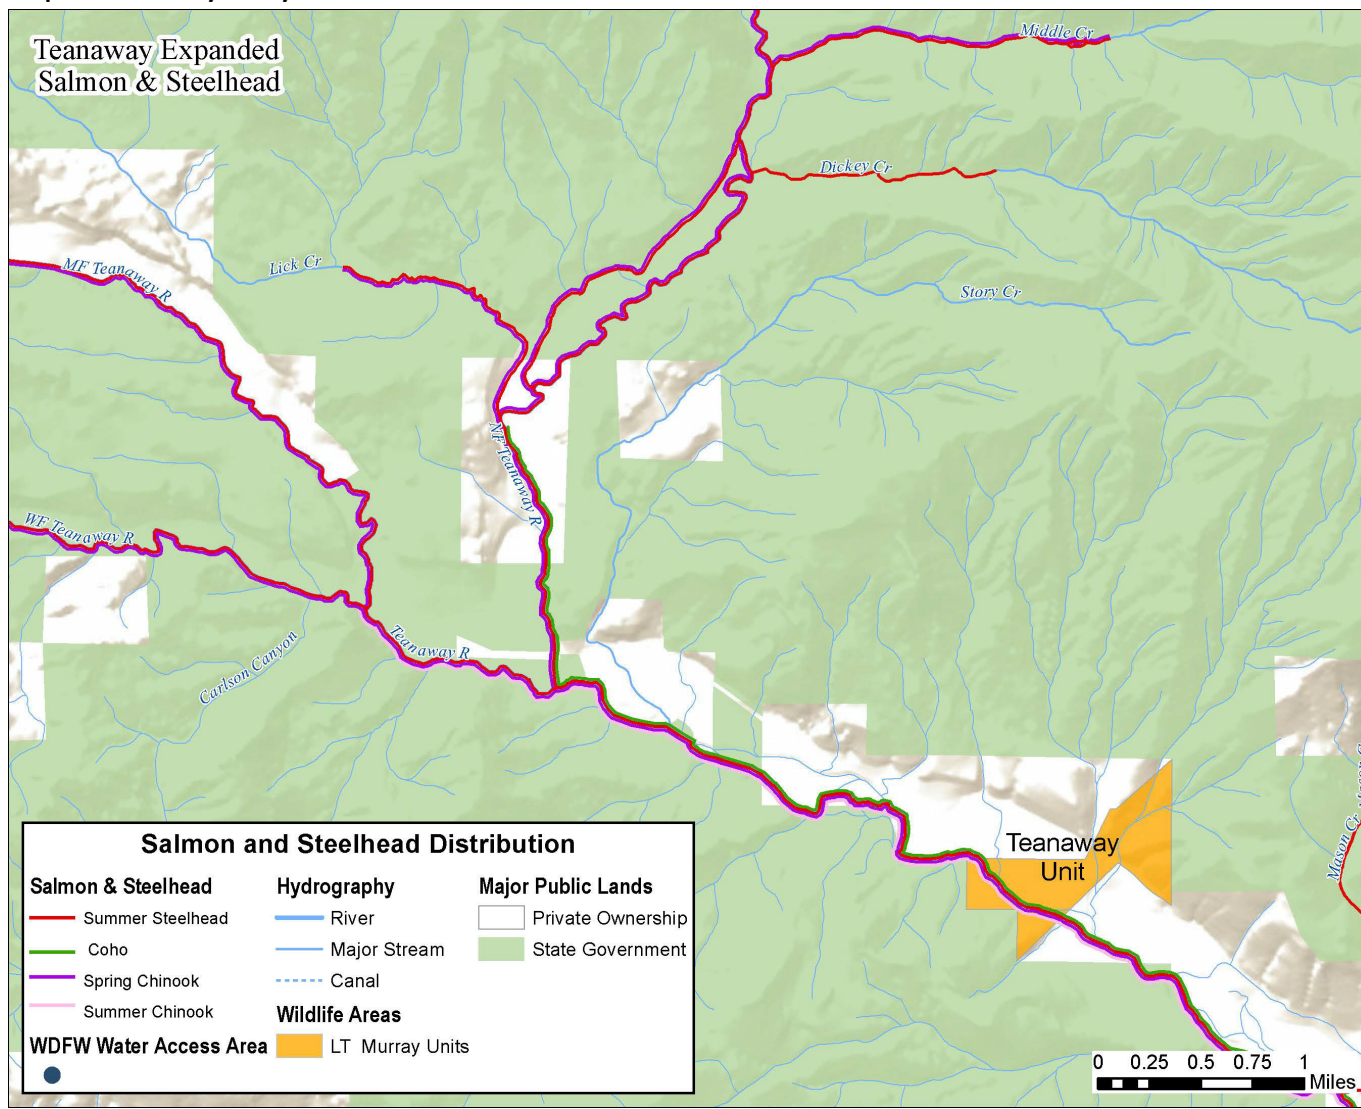 Teanaway Expanded
Salmon & Steelhead
Middle Cr
Dickey Cr
Lick Cr
MF Teanaway R
Story Cr
NF Teanaway R
WF Teanaway R
Teanaway R
Carlson Canyon
Mason Cr
Teanaway
Unit
Salmon and Steelhead Distribution
Salmon & Steelhead
Summer Steelhead
Coho
Spring Chinook
Summer Chinook
WDFW Water Access Area
Hydrography
River
Major Stream
Canal
Wildlife Areas
LT Murray Units
Major Public Lands
Private Ownership
State Government
0 0.25 0.5 0.75 1
Miles